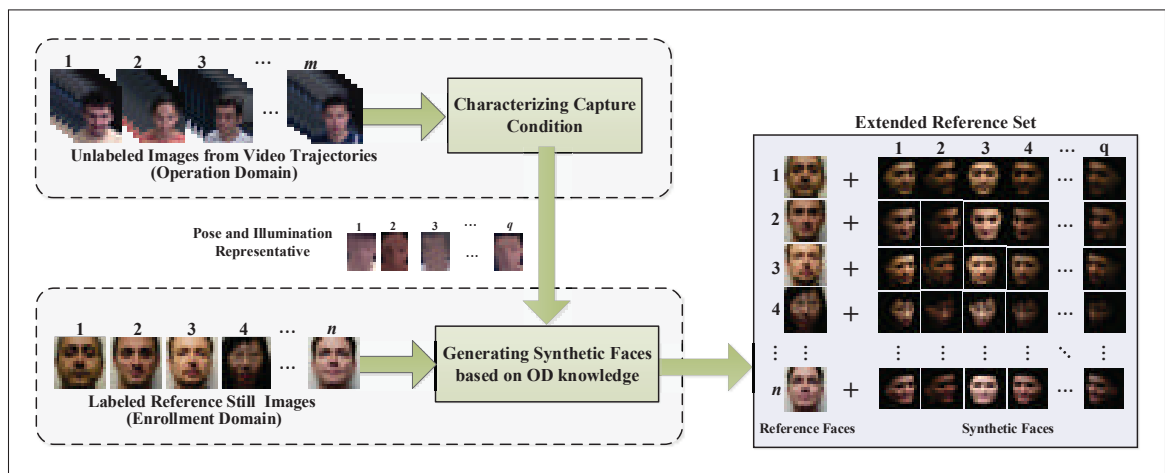 1 2 3 ... m
...
Characterizing Capture
Condition
Unlabeled Images from Video Trajectories
(Operation Domain)
Pose and Illumination
Representative
1 2 3 ... q
...
1 2 3 4 ... n
...
Generating Synthetic Faces
based on OD knowledge
Labeled Reference Still Images
(Enrollment Domain)
Extended Reference Set
1 2 3 4 ... q
1 + ...
2 + ...
3 + ...
4 + ...
⋮ ⋮ ⋮ ⋮ ⋮ ⋮ ⋱ ⋮
n + ...
Reference Faces Synthetic Faces